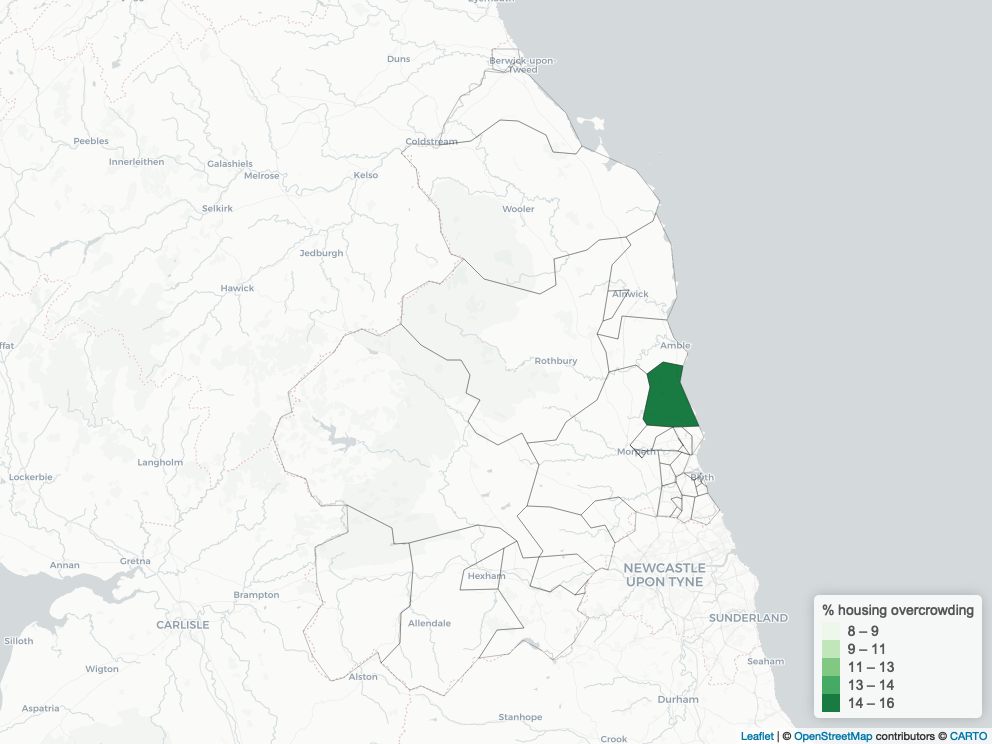 Eyemouth
Duns
Berwick-upon-
Tweed
Peebles
Coldstream
Innerleithen
Galashiels
Melrose
Kelso
Selkirk
Wooler
Jedburgh
Hawick
Alnwick
ffat
Amble
Rothbury
Morpeth
Langholm
Lockerbie
Blyth
Annan
Gretna
NEWCASTLE
UPON TYNE
Hexham
Brampton
CARLISLE
Allendale
SUNDERLAND
Silloth
Wigton
Seaham
Alston
Durham
Aspatria
Stanhope
Crook
% housing overcrowding
8 – 9
9 – 11
11 – 13
13 – 14
14 – 16
Leaflet | © OpenStreetMap contributors © CARTO